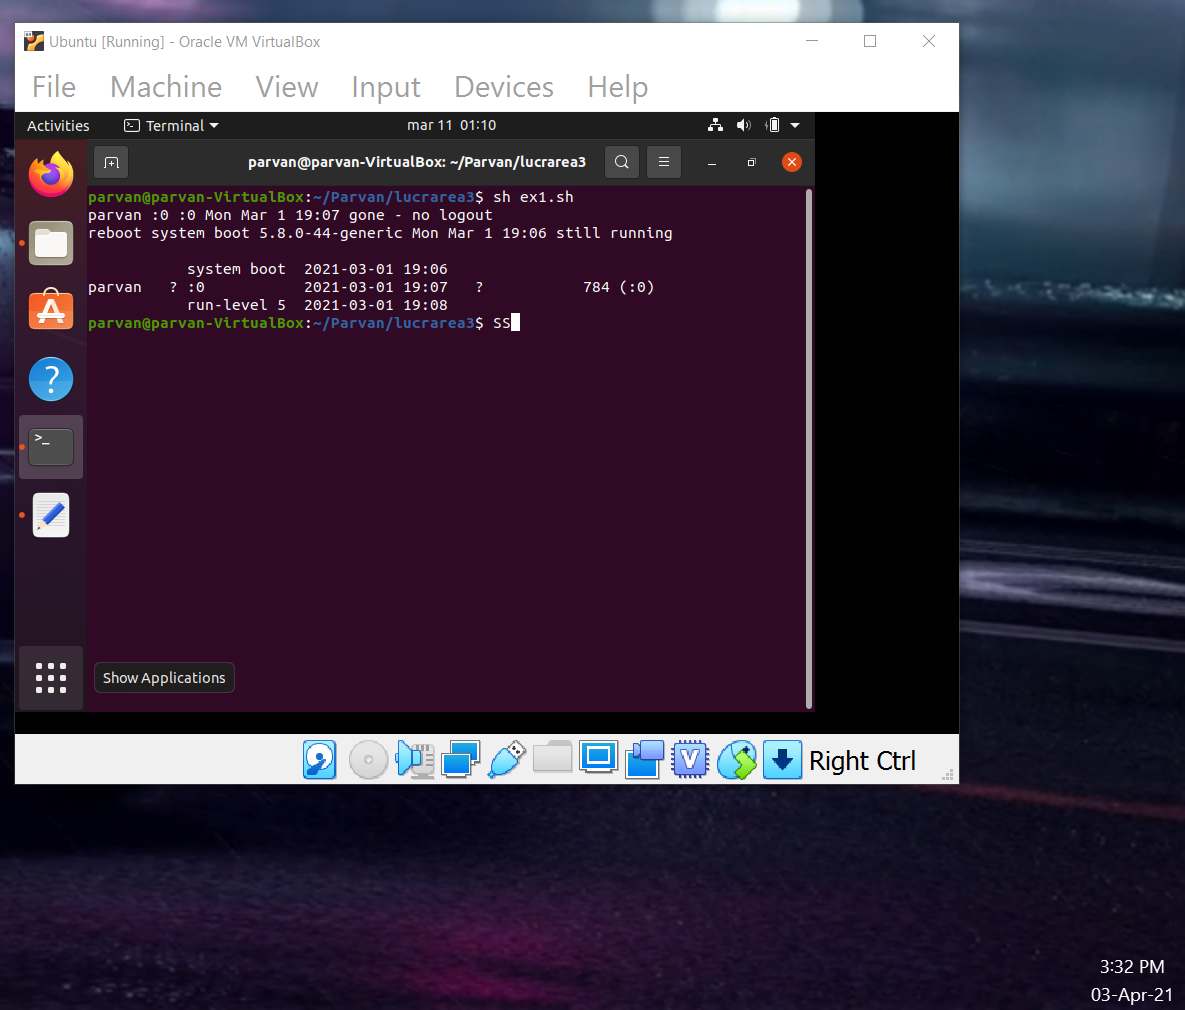 Ubuntu [Running] - Oracle VM VirtualBox
File Machine View Input Devices Help
Activities Terminal mar 11 01:10
parvan@parvan-VirtualBox: ~/Parvan/lucrarea3
parvan@parvan-VirtualBox:~/Parvan/lucrarea3$ sh ex1.sh
parvan :0 :0 Mon Mar 1 19:07 gone - no logout
reboot system boot 5.8.0-44-generic Mon Mar 1 19:06 still running
system boot 2021-03-01 19:06
parvan ? :0 2021-03-01 19:07 ? 784 (:0)
run-level 5 2021-03-01 19:08
parvan@parvan-VirtualBox:~/Parvan/lucrarea3$ SS
Show Applications
Right Ctrl
3:32 PM
03-Apr-21